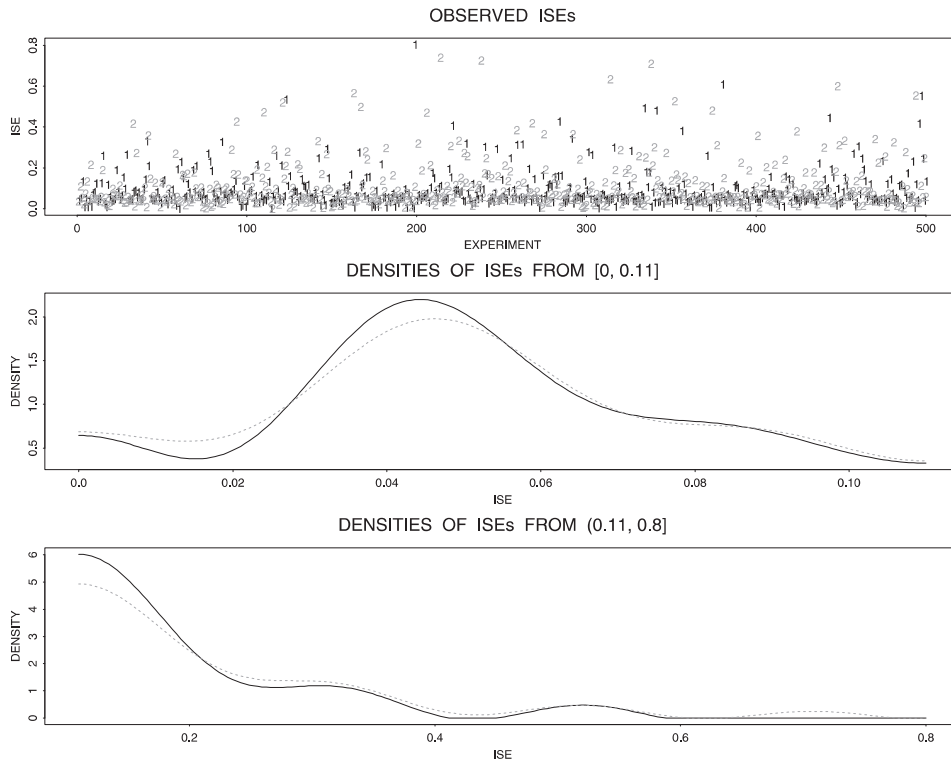 OBSERVED ISEs
ISE
0.0 0.2 0.4 0.6 0.8
0 100 200 300 400 500
EXPERIMENT
DENSITIES OF ISEs FROM [0, 0.11]
DENSITY
0.5 1.0 1.5 2.0
0.0 0.02 0.04 0.06 0.08 0.10
ISE
DENSITIES OF ISEs FROM (0.11, 0.8]
DENSITY
0 1 2 3 4 5 6
0.2 0.4 0.6 0.8
ISE